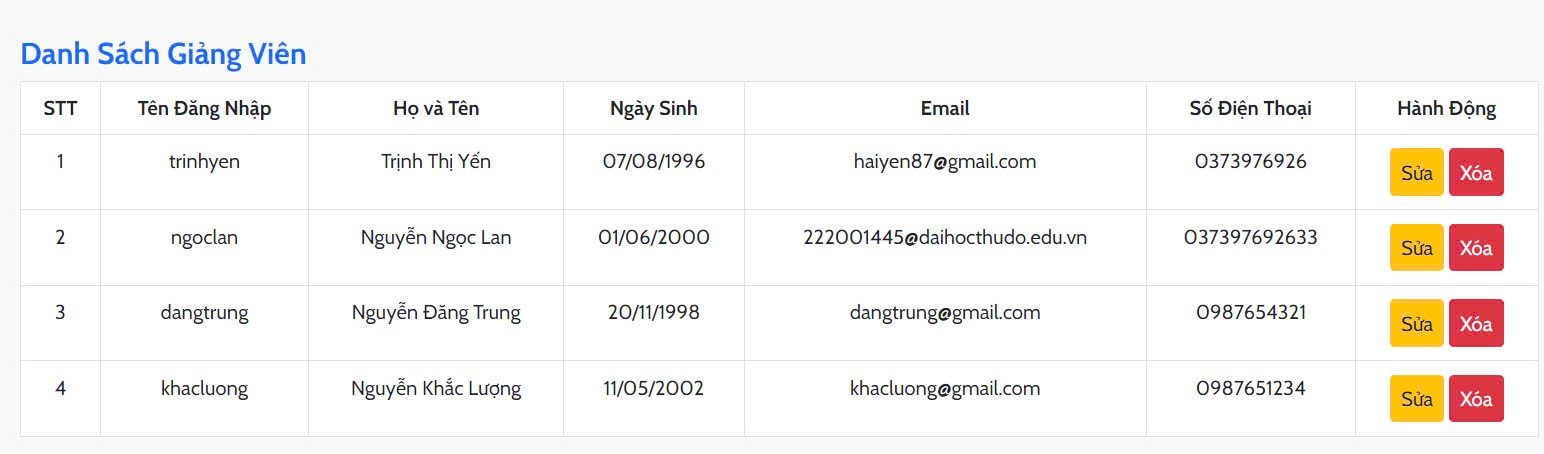 Danh Sách Giảng Viên
STT Tên Đăng Nhập Họ và Tên Ngày Sinh Email Số Điện Thoại Hành Động
1 trinhyen Trịnh Thị Yến 07/08/1996 haiyen87@gmail.com 0373976926 Sửa Xóa
2 ngoclan Nguyễn Ngọc Lan 01/06/2000 222001445@daihocthudo.edu.vn 037397692633 Sửa Xóa
3 dangtrung Nguyễn Đăng Trung 20/11/1998 dangtrung@gmail.com 0987654321 Sửa Xóa
4 khacluong Nguyễn Khắc Lượng 11/05/2002 khacluong@gmail.com 0987651234 Sửa Xóa